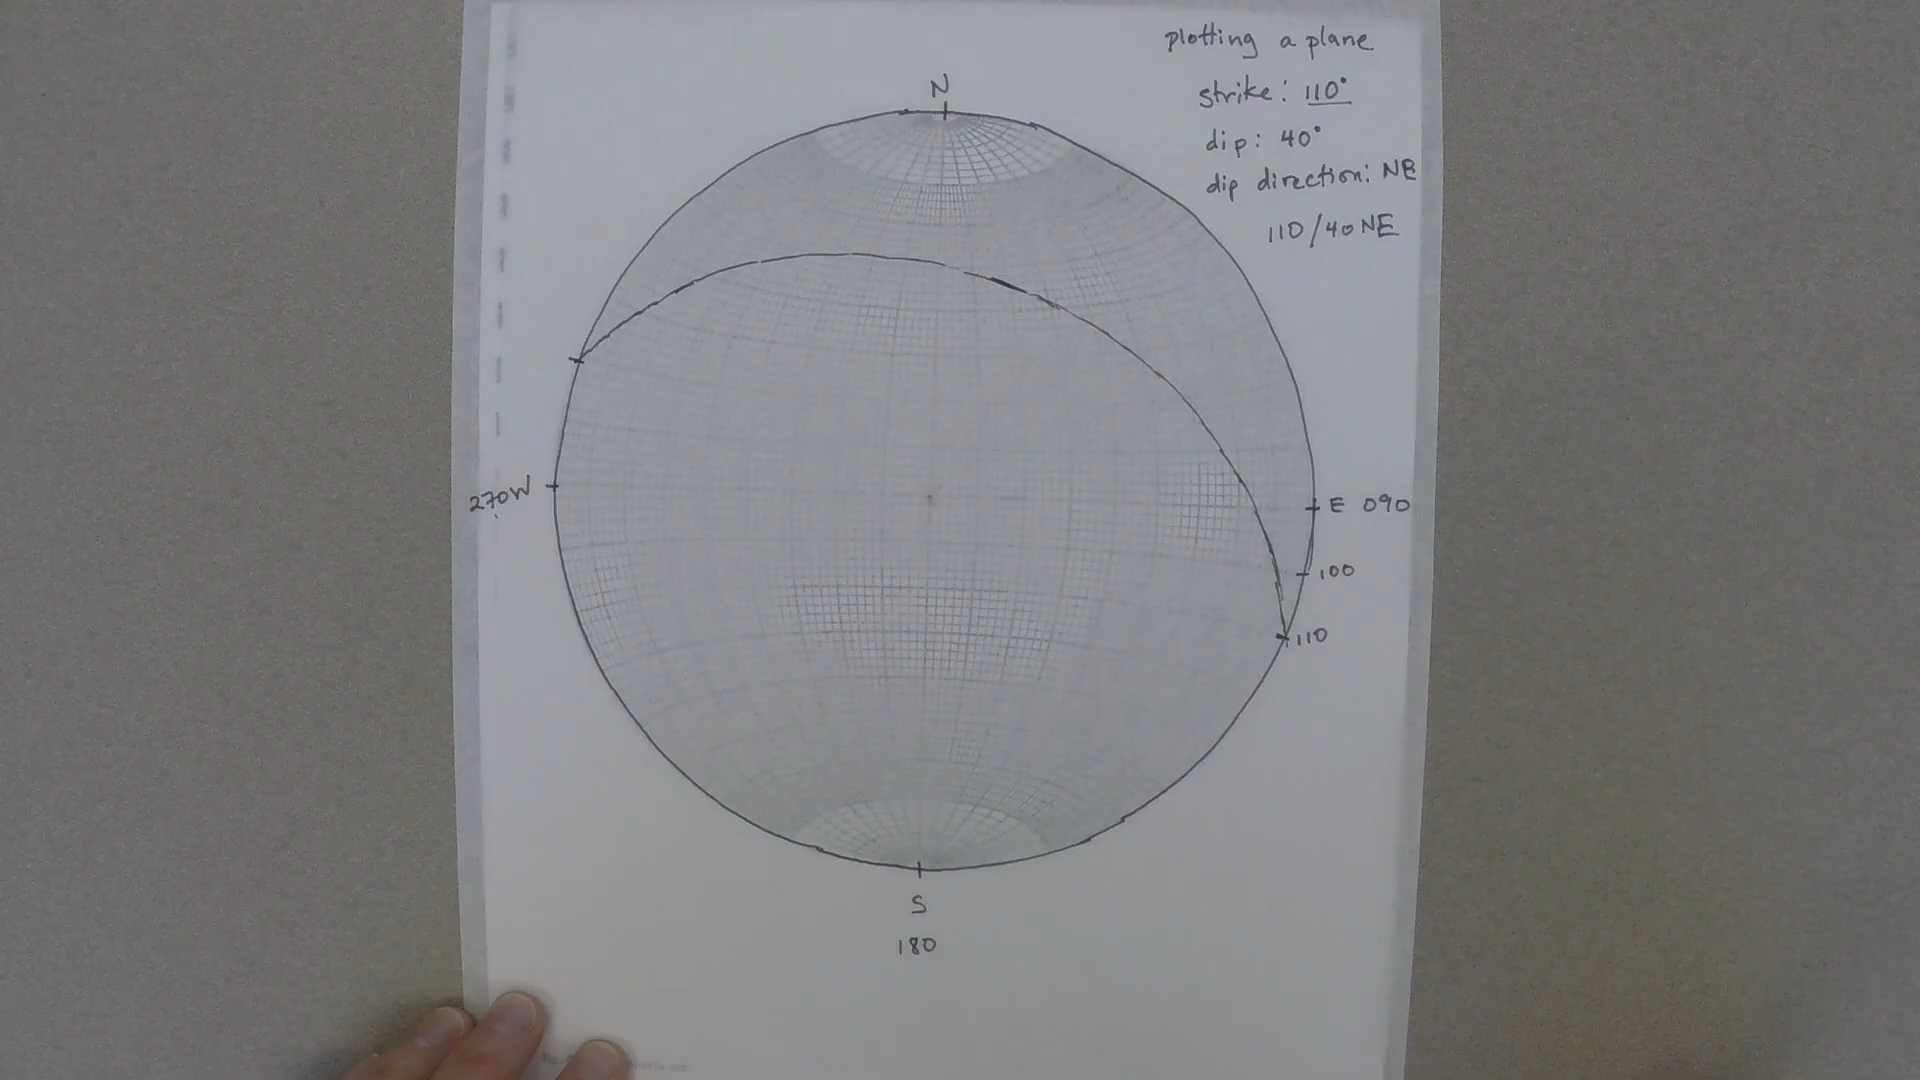 plotting a plane
strike: 110°
dip: 40°
dip direction: NE
110/40NE
N
270W
E 090
100
110
S
180